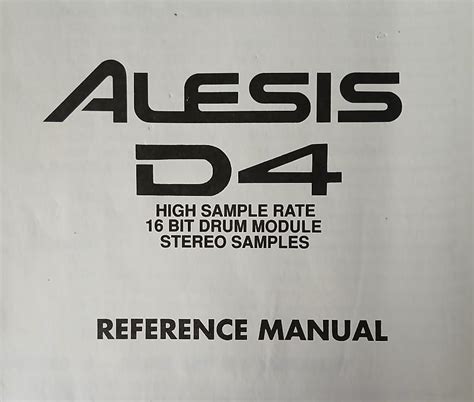 ALESIS
D4
HIGH SAMPLE RATE
16 BIT DRUM MODULE
STEREO SAMPLES
REFERENCE MANUAL